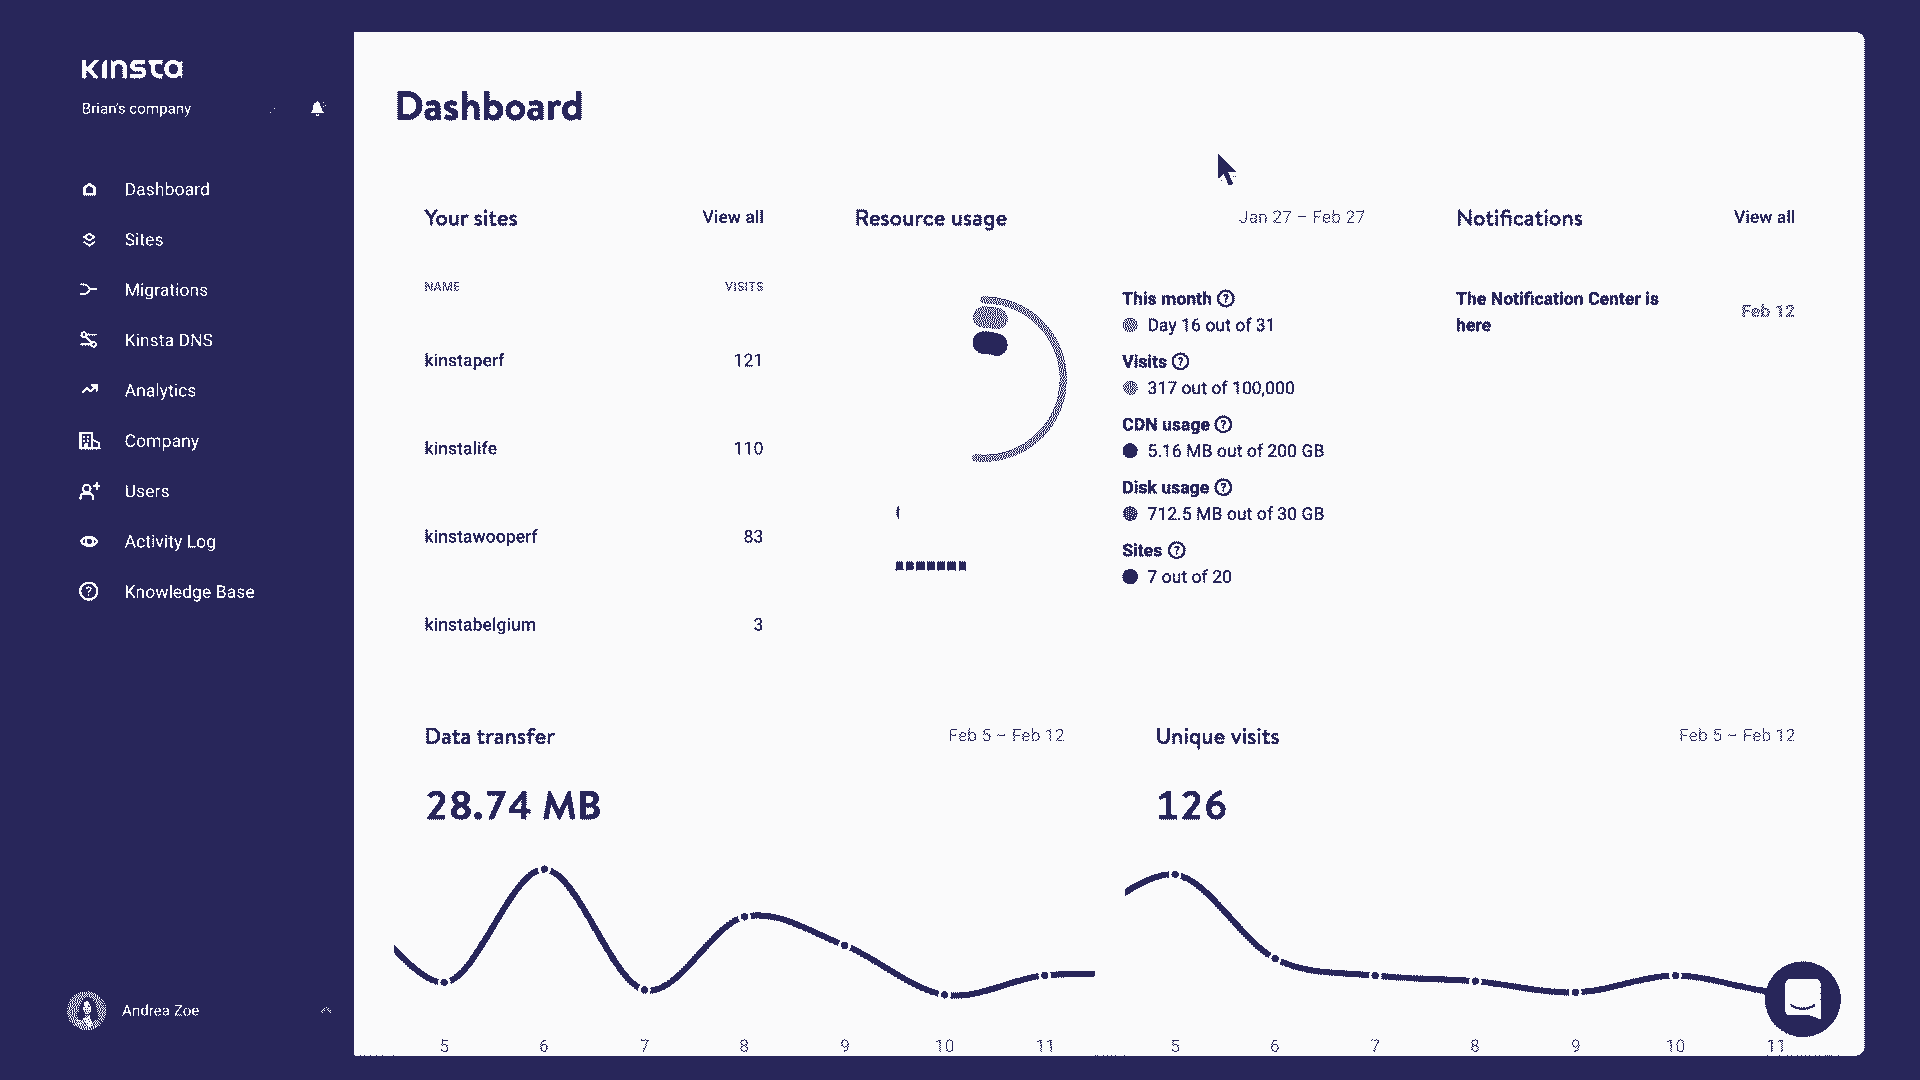 Kinsta
Brian's company
Dashboard
Sites
Migrations
Kinsta DNS
Analytics
Company
Users
Activity Log
Knowledge Base
Andrea Zoe
Dashboard
Your sites View all
NAME VISITS
kinstaperf 121
kinstalife 110
kinstawooperf 83
kinstabelgium 3
Resource usage Jan 27 – Feb 27
This month ?
Day 16 out of 31
Visits ?
317 out of 100,000
CDN usage ?
5.16 MB out of 200 GB
Disk usage ?
712.5 MB out of 30 GB
Sites ?
7 out of 20
Notifications View all
The Notification Center is
here
Feb 12
Data transfer Feb 5 – Feb 12
28.74 MB
5 6 7 8 9 10 11
Unique visits Feb 5 – Feb 12
126
5 6 7 8 9 10 11